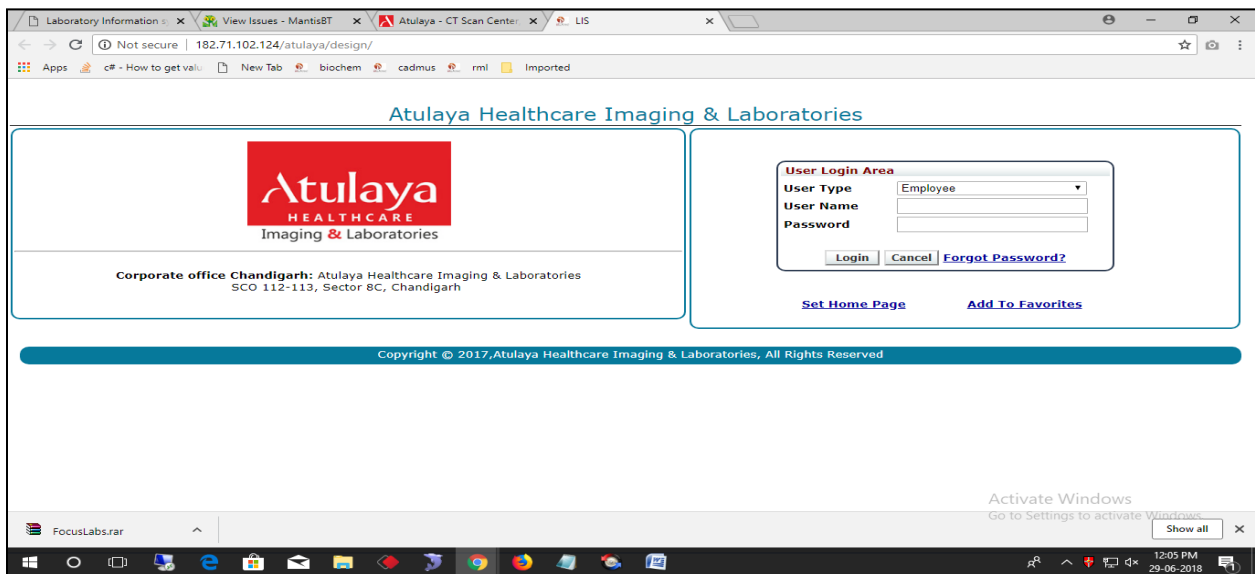 Laboratory Information s
View Issues - MantisBT
Atulaya - CT Scan Center
LIS
Not secure | 182.71.102.124/atulaya/design/
Apps c# - How to get valu New Tab biochem cadmus rml Imported
Atulaya Healthcare Imaging & Laboratories
Atulaya
HEALTHCARE
Imaging & Laboratories
Corporate office Chandigarh: Atulaya Healthcare Imaging & Laboratories
SCO 112-113, Sector 8C, Chandigarh
User Login Area
User Type Employee
User Name
Password
Login Cancel Forgot Password?
Set Home Page Add To Favorites
Copyright © 2017,Atulaya Healthcare Imaging & Laboratories, All Rights Reserved
Activate Windows
Go to Settings to activate Windows.
FocusLabs.rar
Show all
12:05 PM
29-06-2018